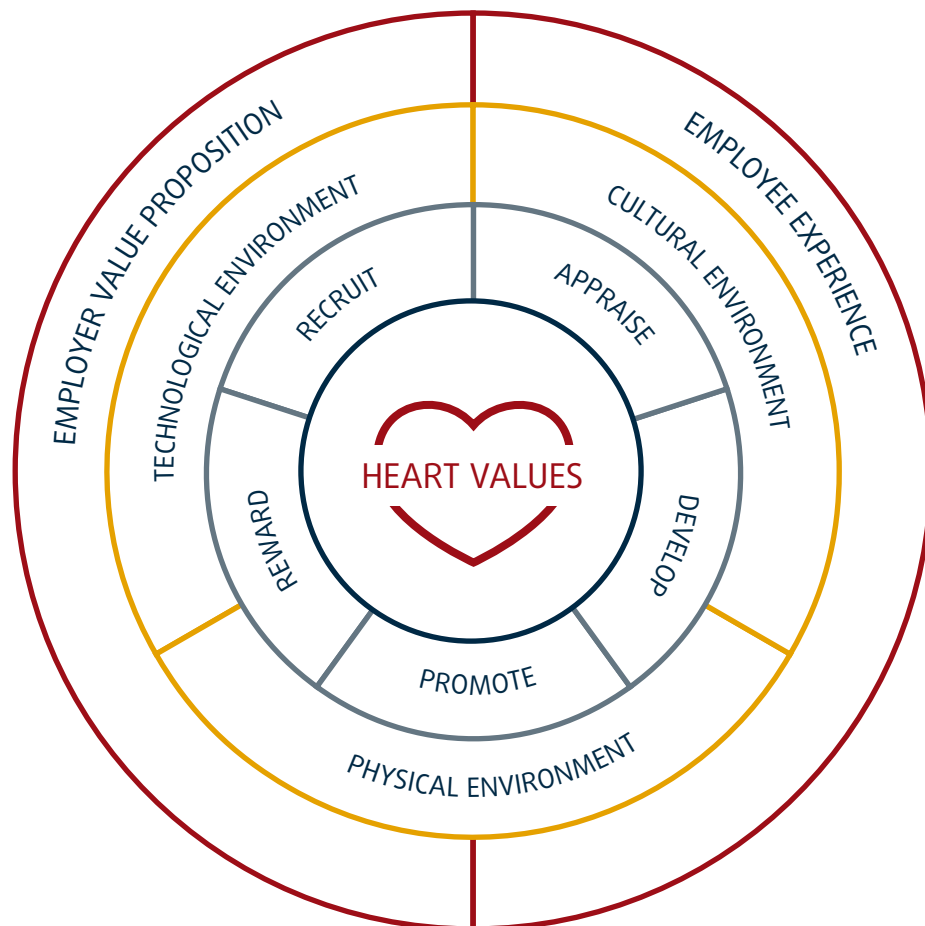 EMPLOYER VALUE PROPOSITION
EMPLOYEE EXPERIENCE
TECHNOLOGICAL ENVIRONMENT
CULTURAL ENVIRONMENT
PHYSICAL ENVIRONMENT
RECRUIT
APPRAISE
DEVELOP
PROMOTE
REWARD
HEART VALUES